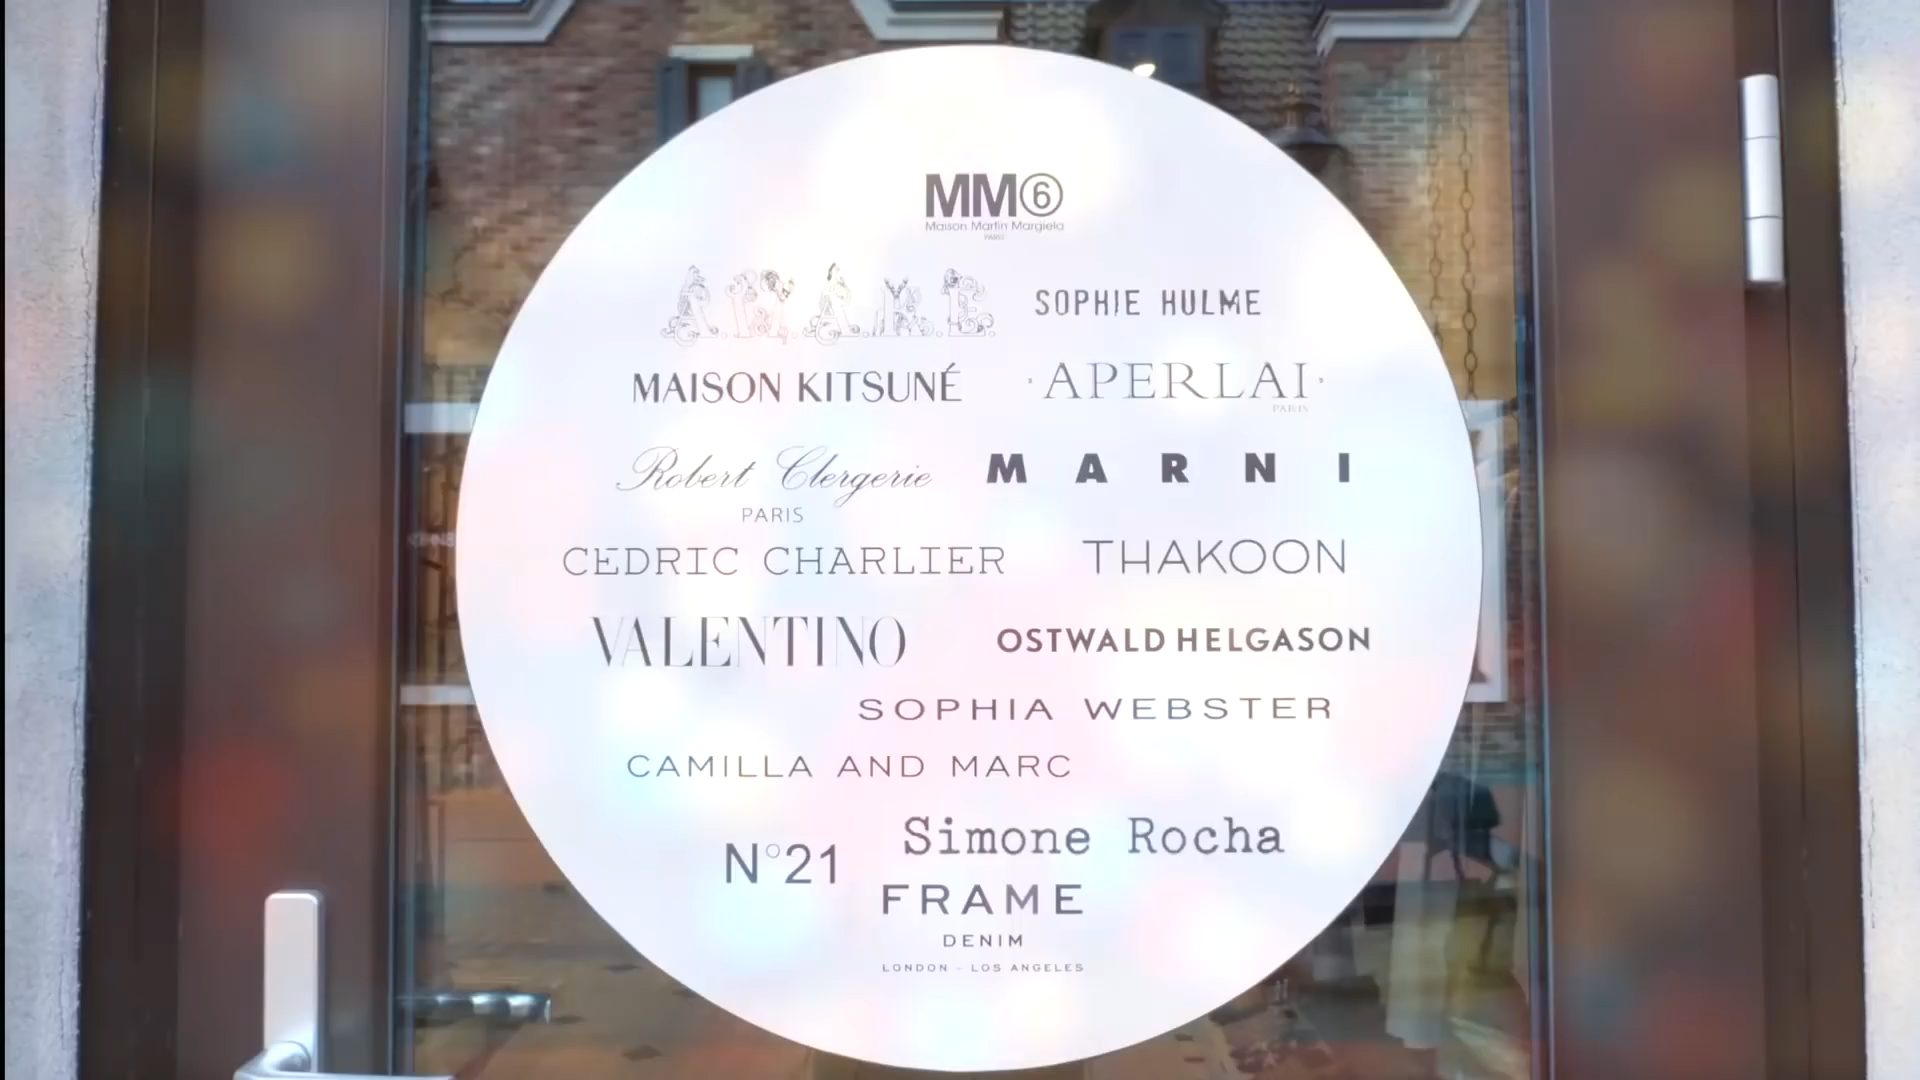 MM⑥
Maison Martin Margiela
PARIS
A.W.A.K.E.
SOPHIE HULME
MAISON KITSUNÉ
·APERLAI·
PARIS
Robert Clergerie
PARIS
MARNI
CEDRIC CHARLIER
THAKOON
VALENTINO
OSTWALD HELGASON
SOPHIA WEBSTER
CAMILLA AND MARC
Simone Rocha
N°21
FRAME
DENIM
LONDON - LOS ANGELES